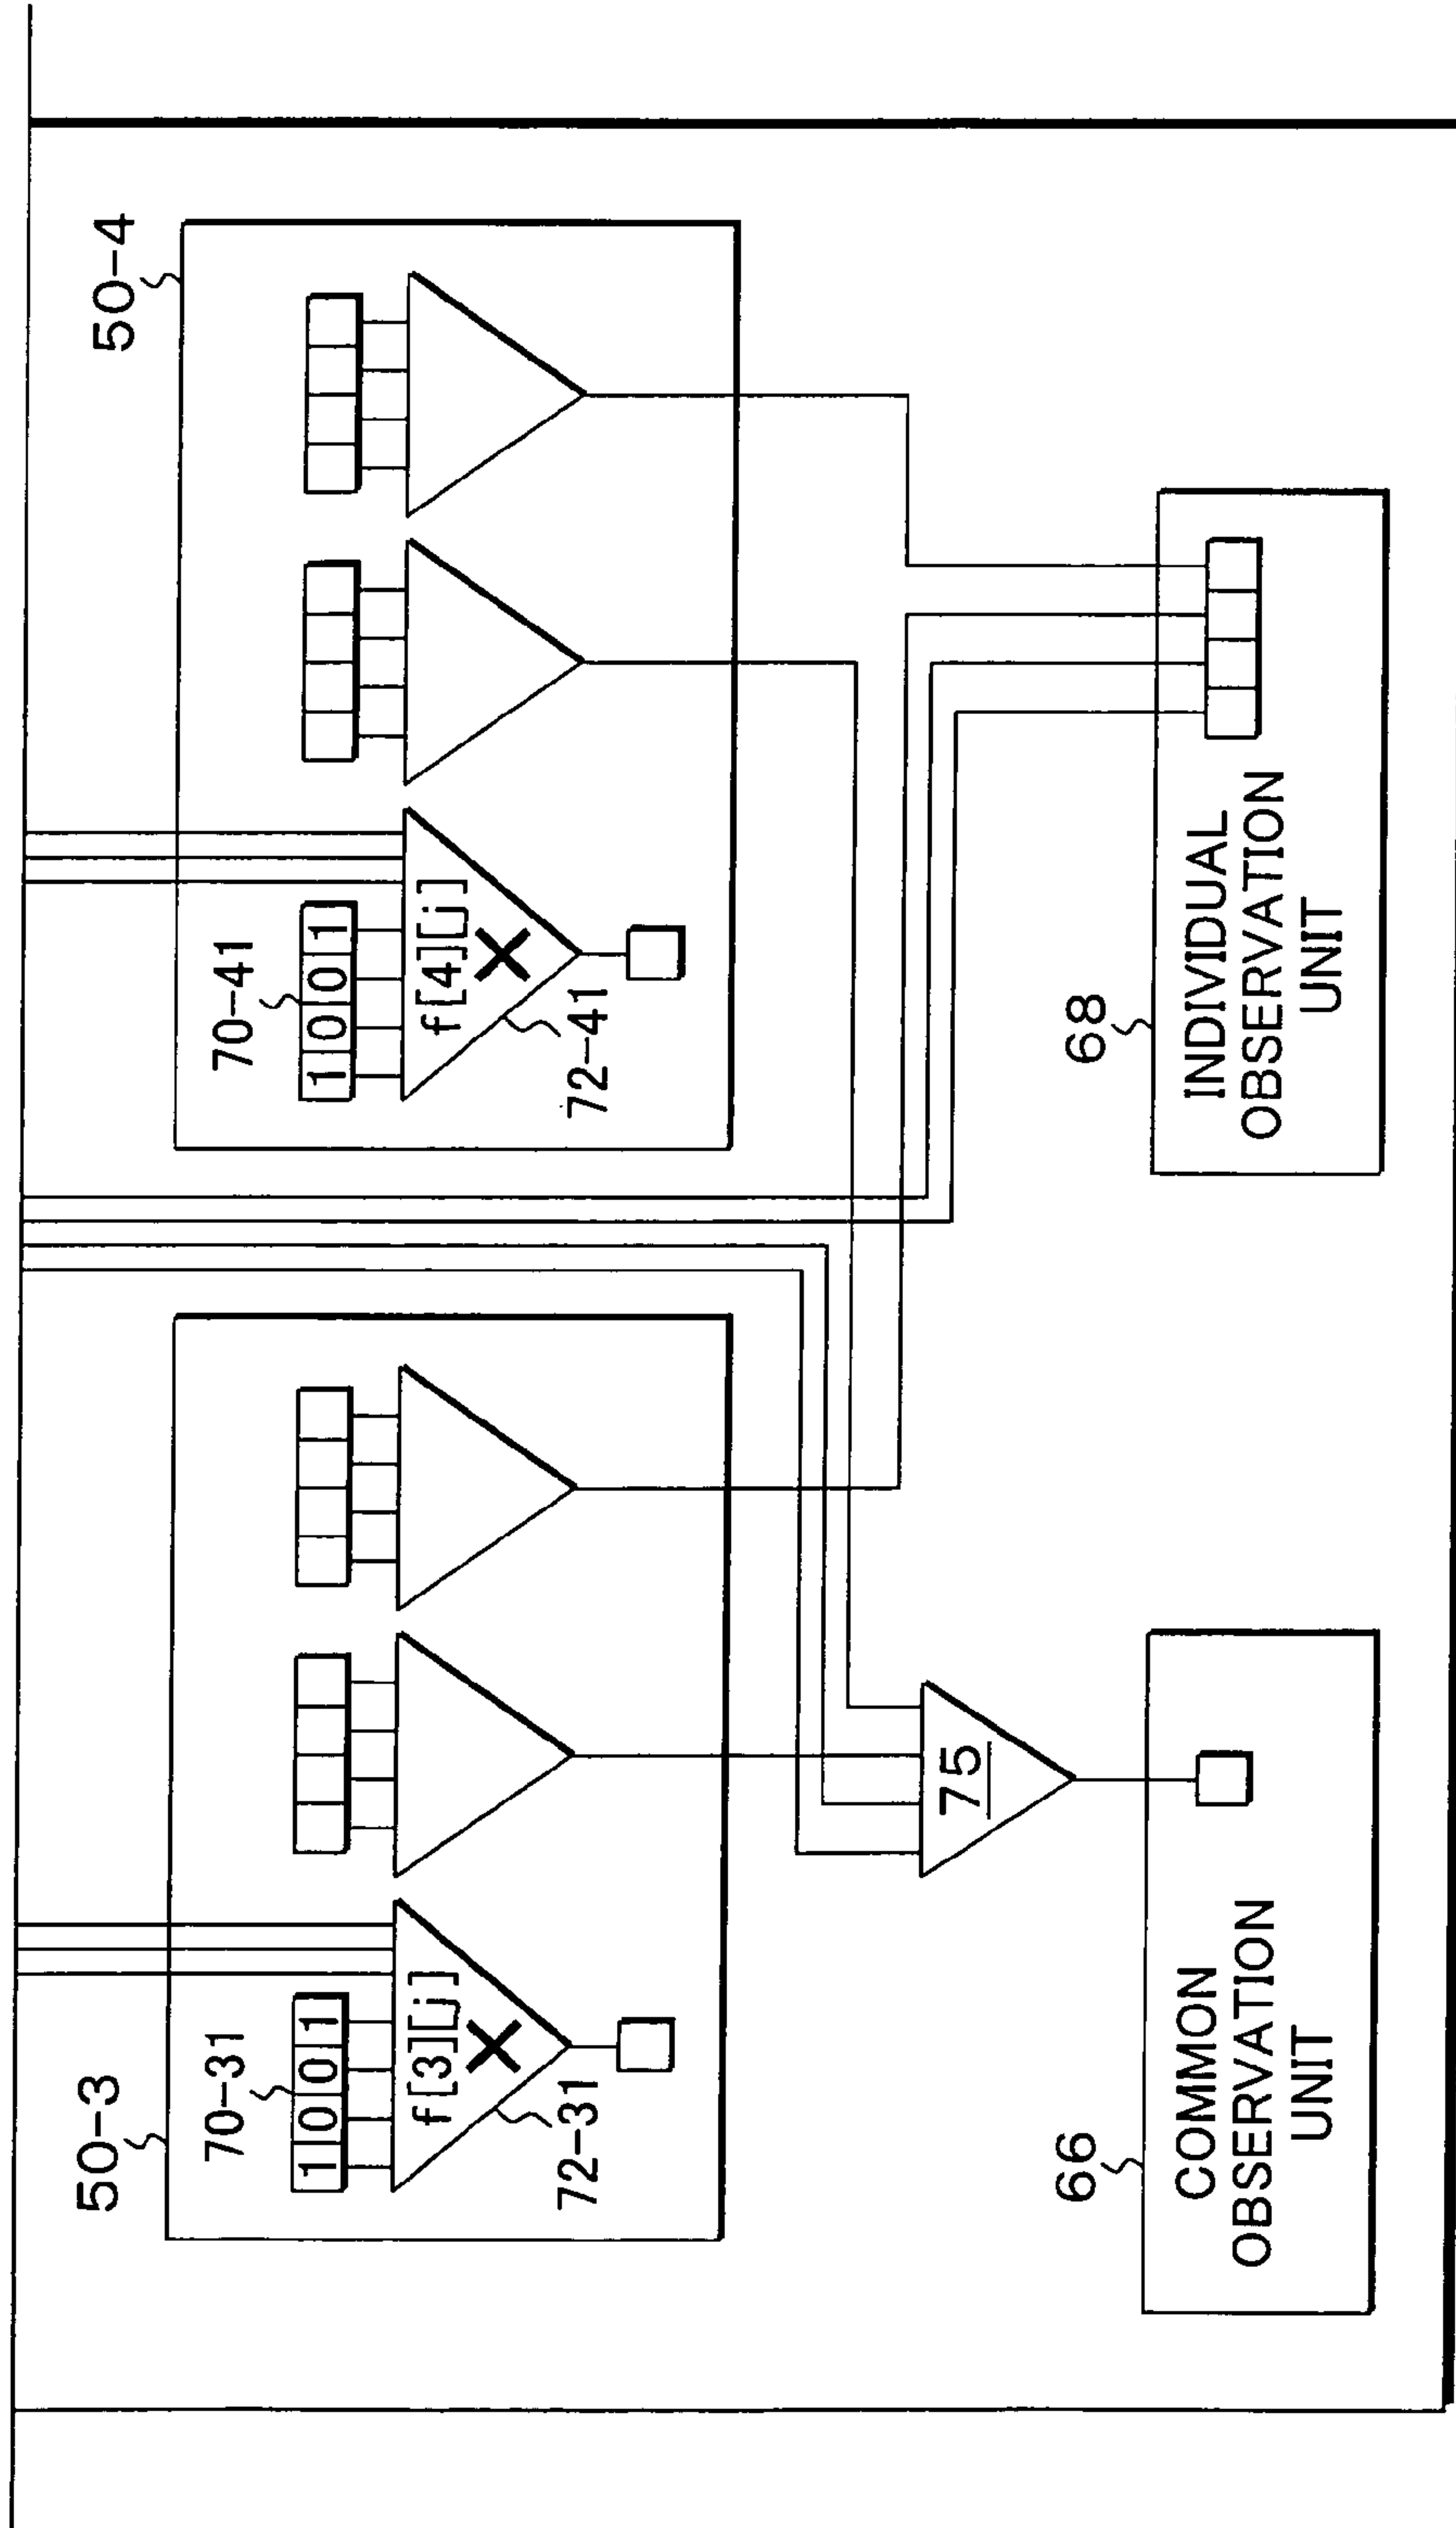 50-3
70-31
1 0 0 1
f[3][j]
72-31
50-4
70-41
1 0 0 1
f[4][j]
72-41
75
66
COMMON
OBSERVATION
UNIT
68
INDIVIDUAL
OBSERVATION
UNIT